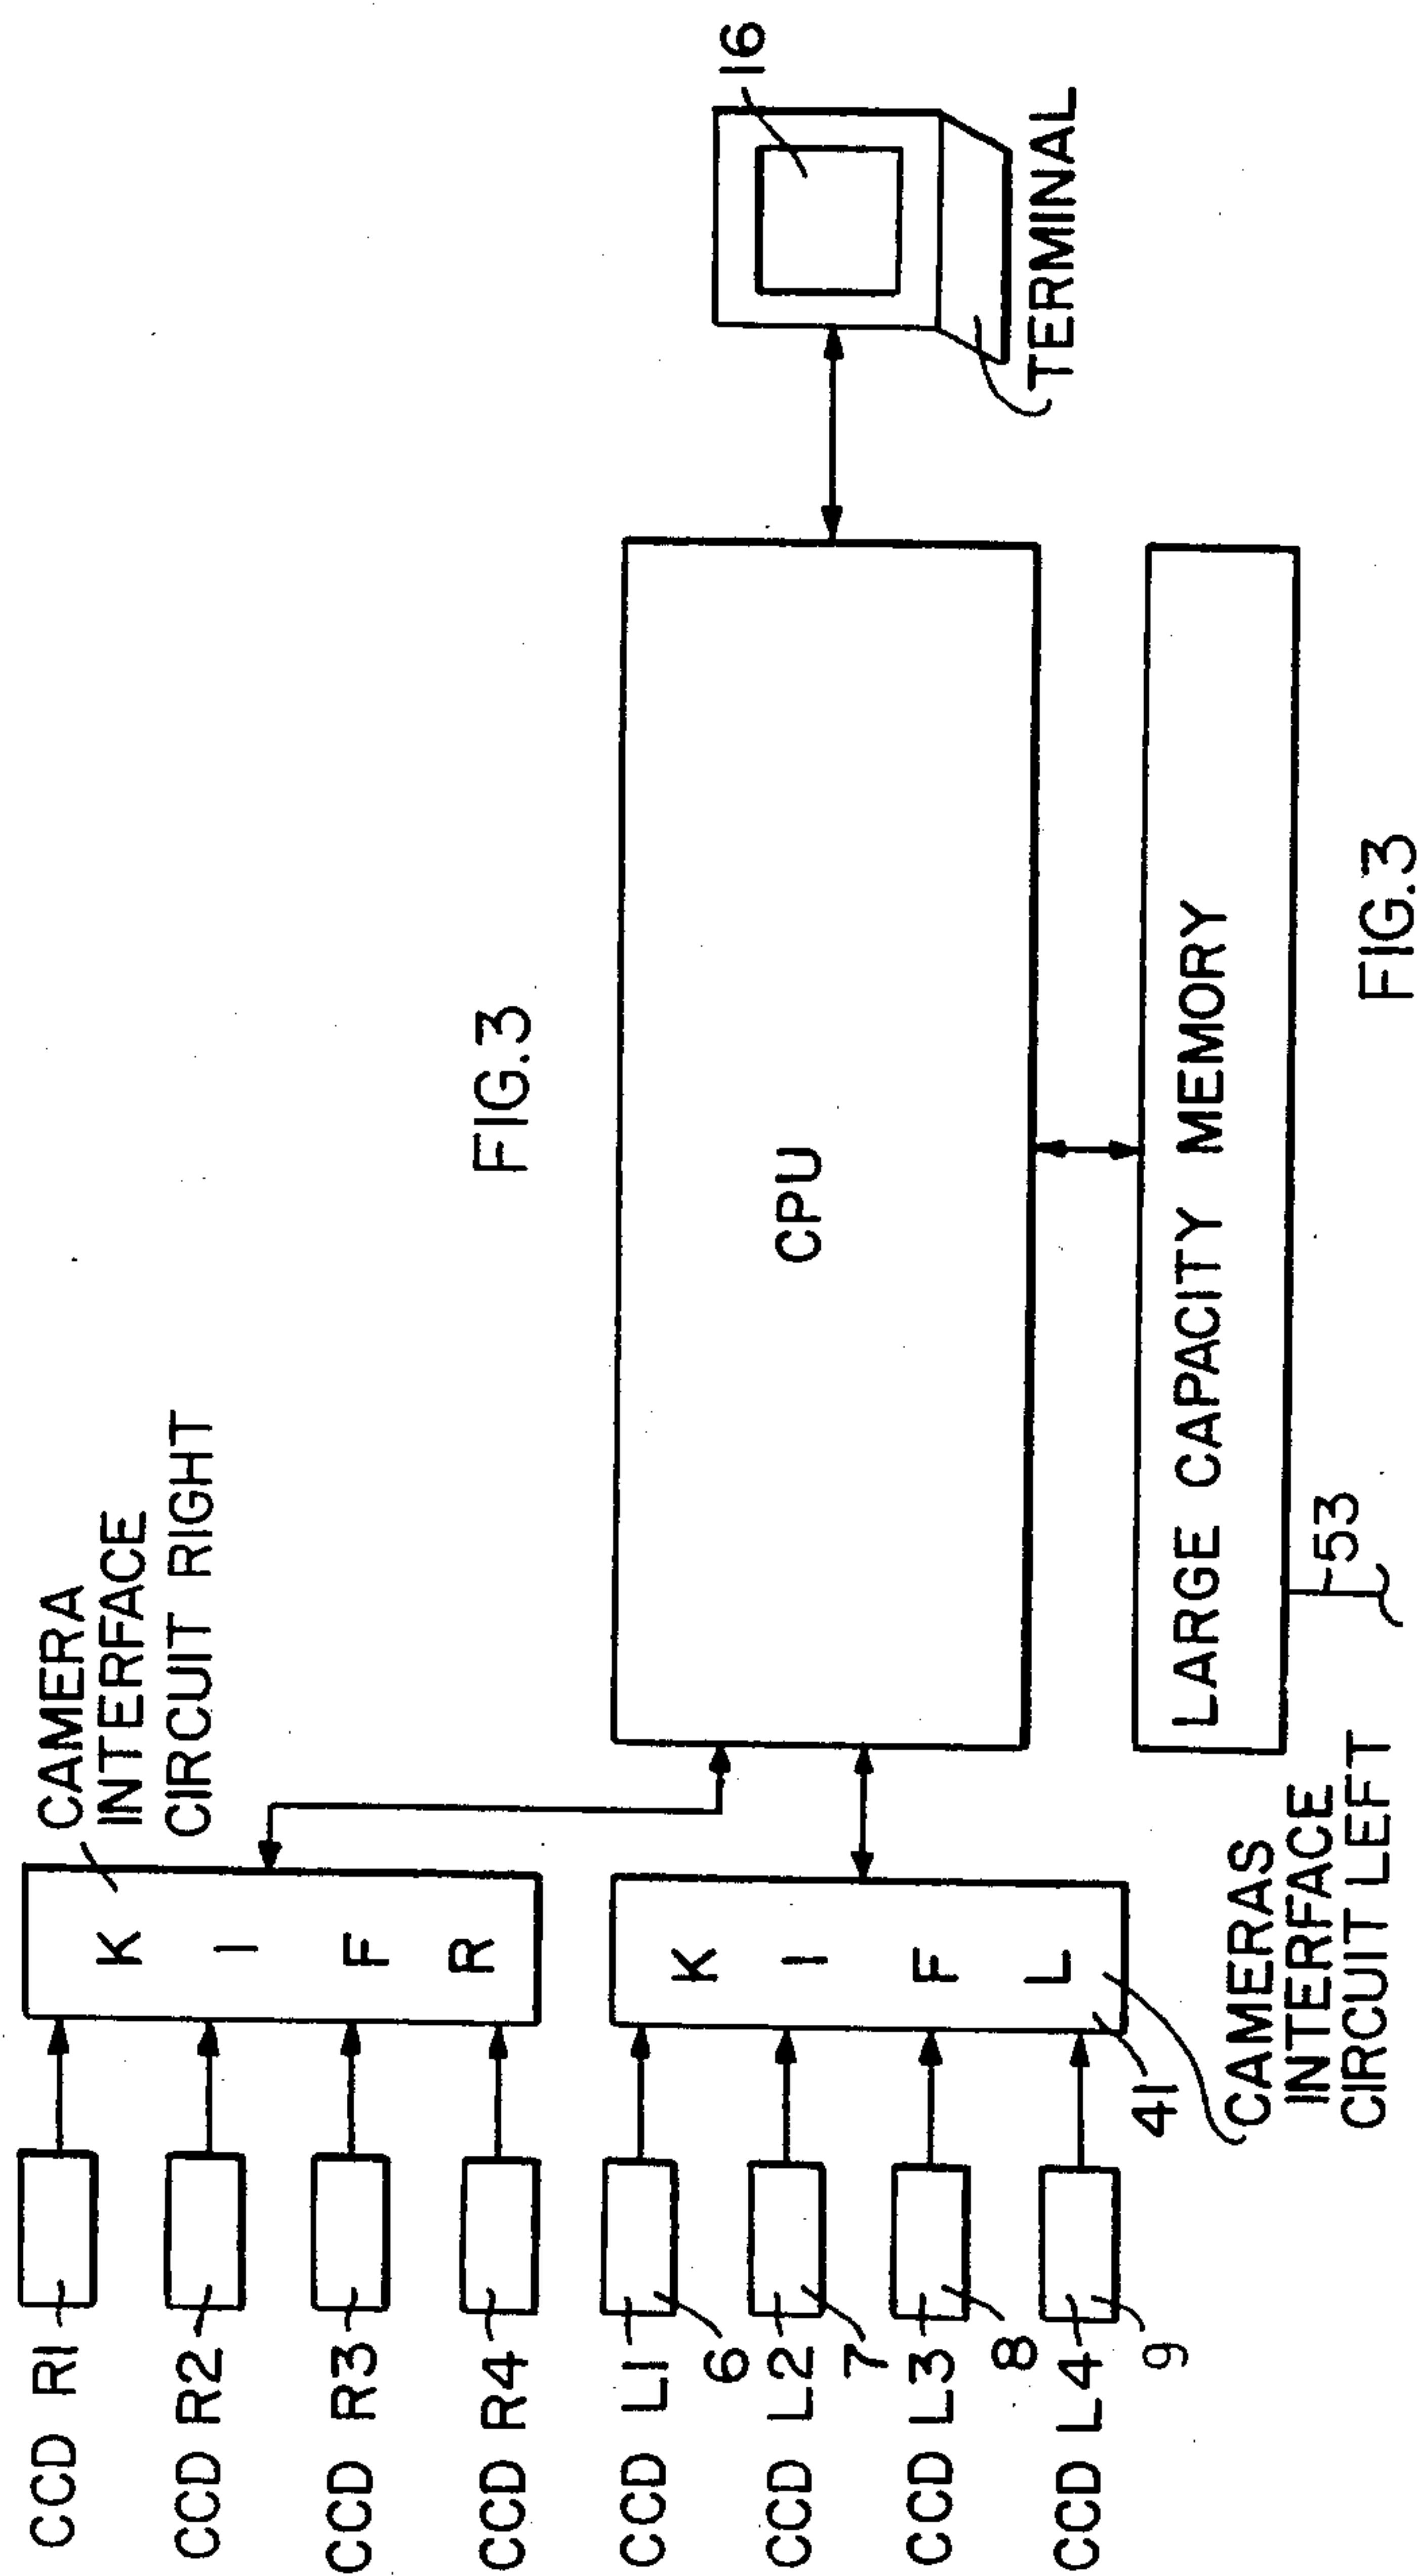 CCD R1
CCD R2
CCD R3
CCD R4
CCD L1
6
CCD L2
7
CCD L3
8
CCD L4
9
K I F R
CAMERA
INTERFACE
CIRCUIT RIGHT
K I F L
41
CAMERAS
INTERFACE
CIRCUIT LEFT
FIG.3
CPU
LARGE CAPACITY MEMORY
53
16
TERMINAL
FIG.3